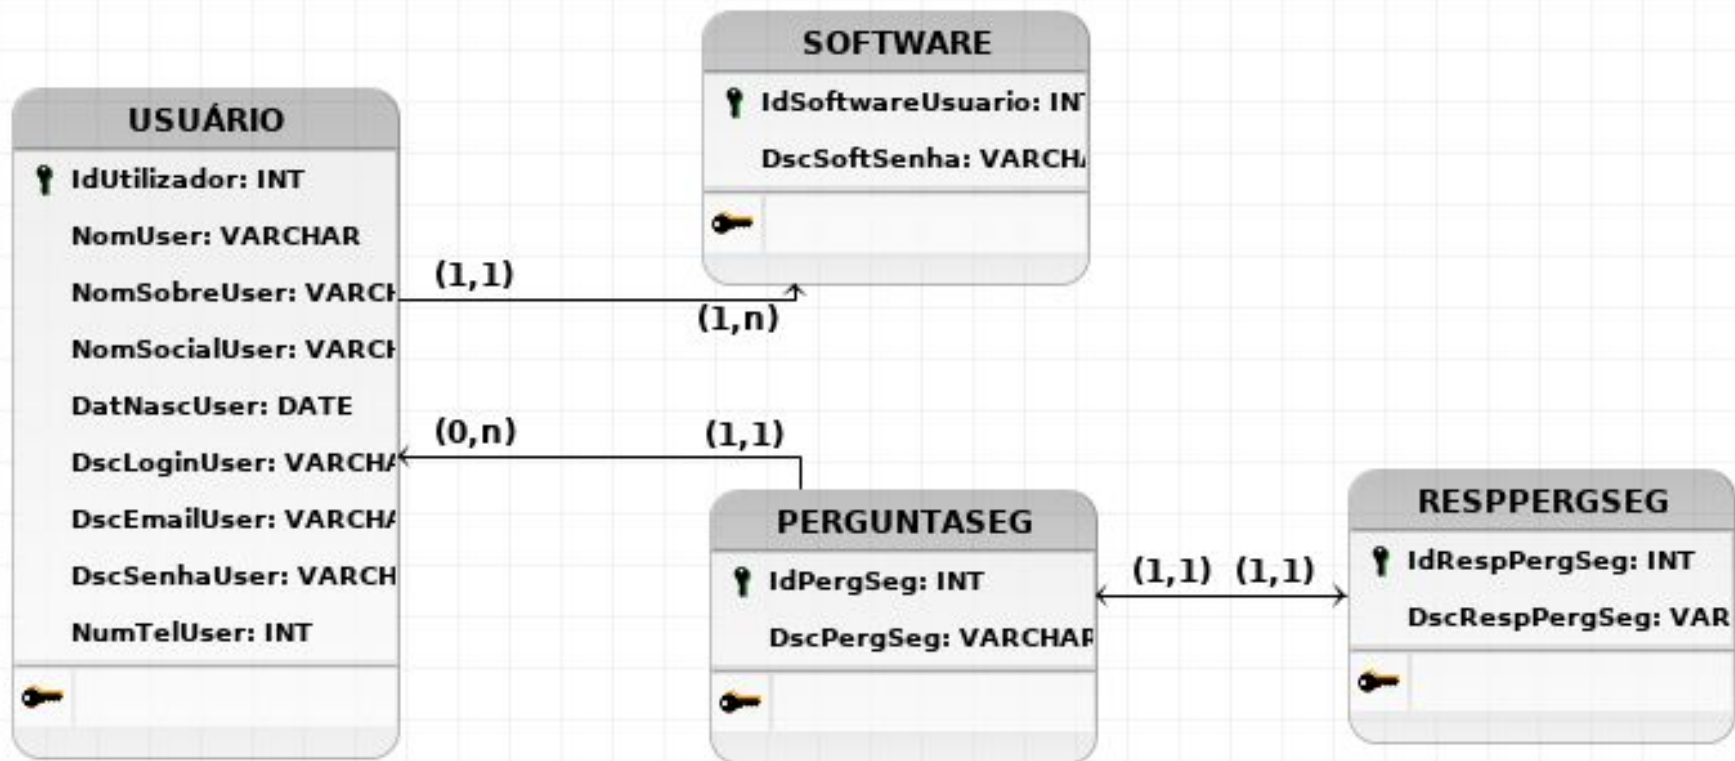 SOFTWARE
IdSoftwareUsuario: INT
DscSoftSenha: VARCHA
USUÁRIO
IdUtilizador: INT
NomUser: VARCHAR
NomSobreUser: VARCH
NomSocialUser: VARCH
DatNascUser: DATE
DscLoginUser: VARCHA
DscEmailUser: VARCHA
DscSenhaUser: VARCH
NumTelUser: INT
(1,1)
(1,n)
(0,n)
(1,1)
PERGUNTASEG
IdPergSeg: INT
DscPergSeg: VARCHAR
(1,1) (1,1)
RESPPERGSEG
IdRespPergSeg: INT
DscRespPergSeg: VAR